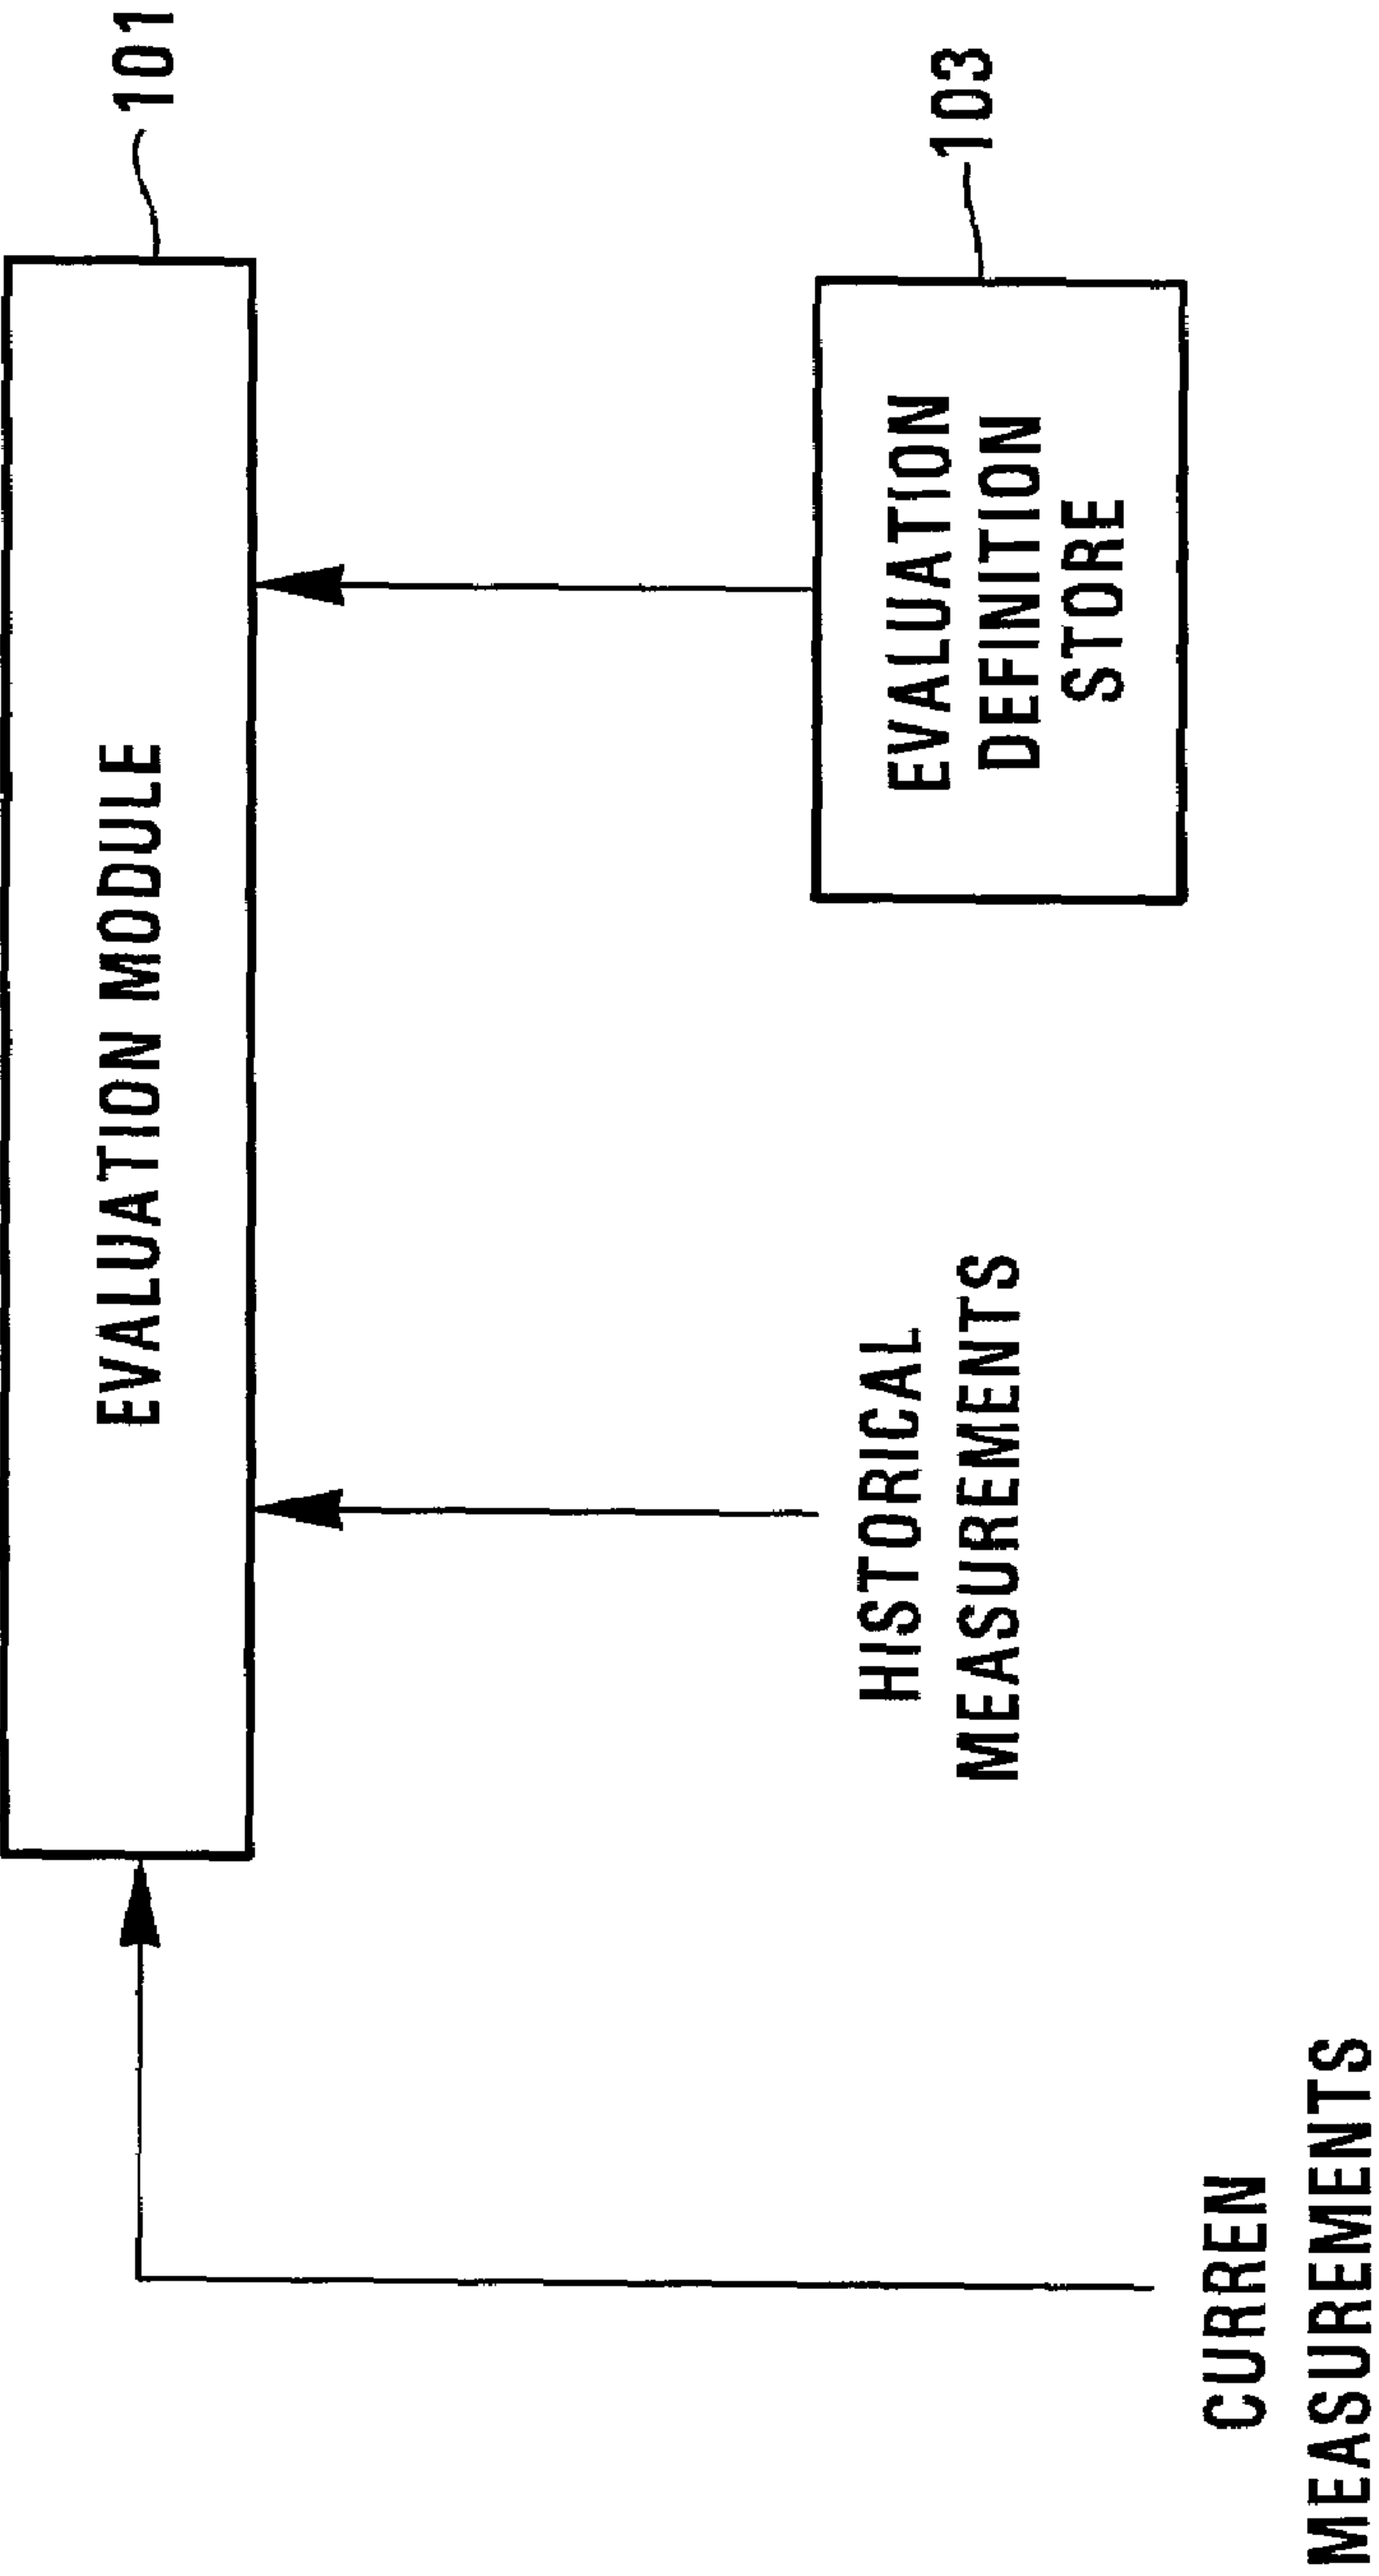 101
EVALUATION MODULE
103
EVALUATION
DEFINITION
STORE
HISTORICAL
MEASUREMENTS
CURREN
MEASUREMENTS